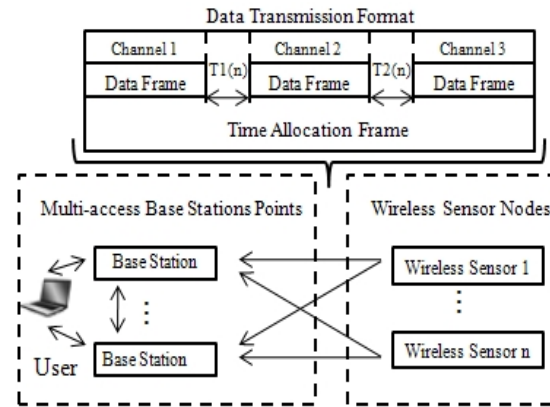 Data Transmission Format
Channel 1
Channel 2
Channel 3
T1(n)
T2(n)
Data Frame
Data Frame
Data Frame
Time Allocation Frame
Multi-access Base Stations Points
Wireless Sensor Nodes
Base Station
Wireless Sensor 1
Base Station
Wireless Sensor n
User